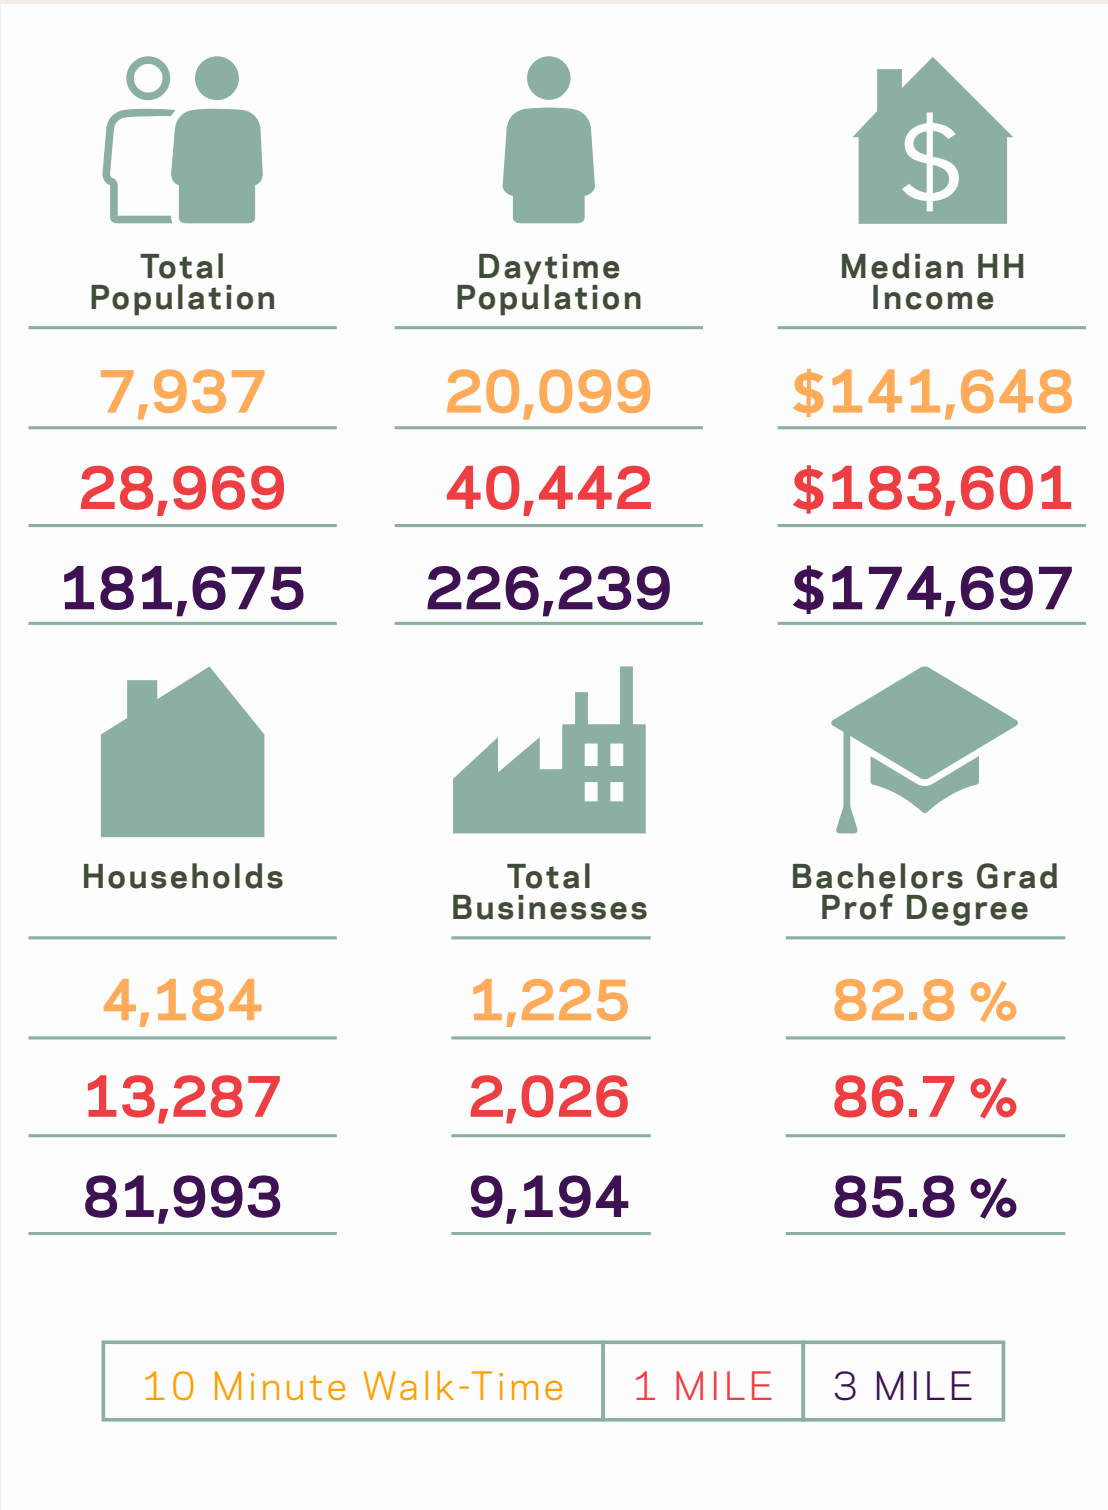 Total
Population
7,937
28,969
181,675
Daytime
Population
20,099
40,442
226,239
Median HH
Income
$141,648
$183,601
$174,697
Households
4,184
13,287
81,993
Total
Businesses
1,225
2,026
9,194
Bachelors Grad
Prof Degree
82.8 %
86.7 %
85.8 %
10 Minute Walk-Time
1 MILE
3 MILE